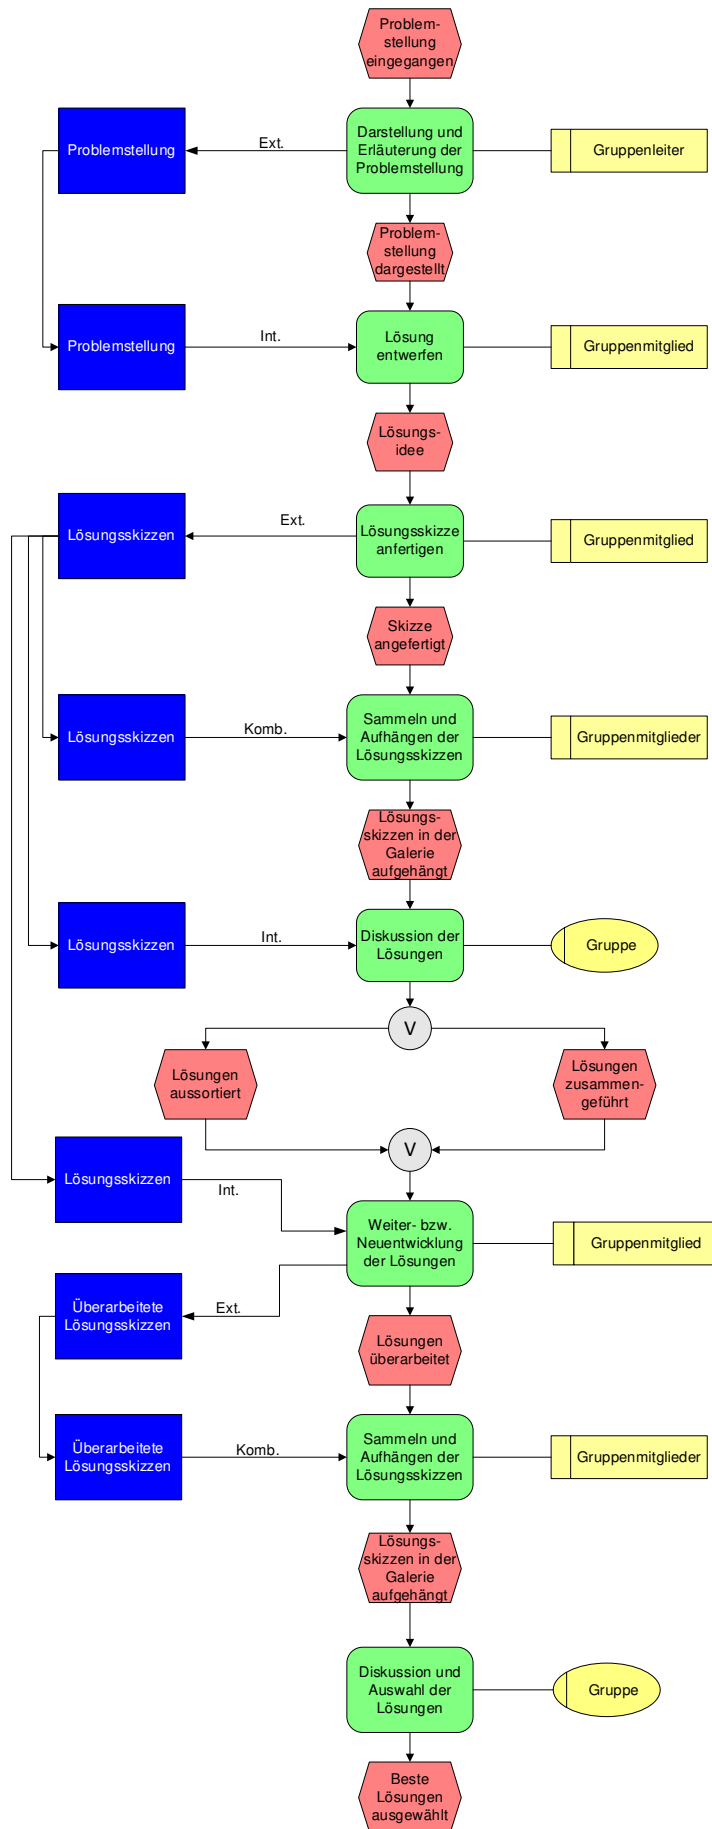 Problem-
stellung
eingegangen
Problemstellung
Ext.
Darstellung und
Erläuterung der
Problemstellung
Gruppenleiter
Problem-
stellung
dargestellt
Problemstellung
Int.
Lösung
entwerfen
Gruppenmitglied
Lösungs-
idee
Lösungsskizzen
Ext.
Lösungsskizze
anfertigen
Gruppenmitglied
Skizze
angefertigt
Lösungsskizzen
Komb.
Sammeln und
Aufhängen der
Lösungsskizzen
Gruppenmitglieder
Lösungs-
skizzen in der
Galerie
aufgehängt
Lösungsskizzen
Int.
Diskussion der
Lösungen
Gruppe
V
Lösungen
aussortiert
Lösungen
zusammen-
geführt
V
Lösungsskizzen
Int.
Weiter- bzw.
Neuentwicklung
der Lösungen
Gruppenmitglied
Überarbeitete
Lösungsskizzen
Ext.
Lösungen
überarbeitet
Überarbeitete
Lösungsskizzen
Komb.
Sammeln und
Aufhängen der
Lösungsskizzen
Gruppenmitglieder
Lösungs-
skizzen in der
Galerie
aufgehängt
Diskussion und
Auswahl der
Lösungen
Gruppe
Beste
Lösungen
ausgewählt